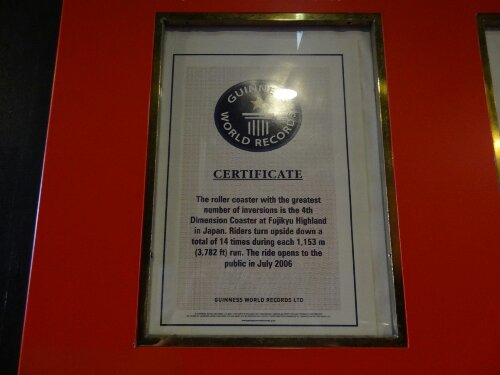 GUINNESS
WORLD RECORDS
CERTIFICATE
The roller coaster with the greatest
number of inversions is the 4th
Dimension Coaster at Fujikyu Highland
in Japan. Riders turn upside down a
total of 14 times during each 1,153 m
(3,782 ft) run. The ride opens to the
public in July 2006
GUINNESS WORLD RECORDS LTD